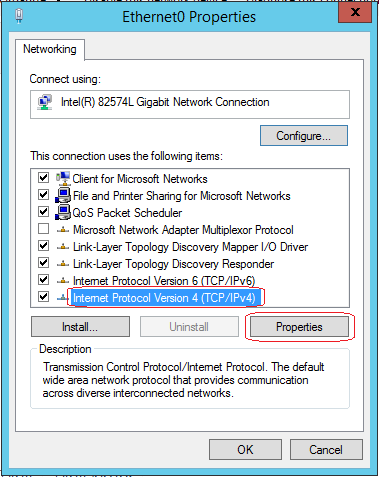 Ethernet0 Properties
x
Networking
Connect using:
Intel(R) 82574L Gigabit Network Connection
Configure...
This connection uses the following items:
Client for Microsoft Networks
File and Printer Sharing for Microsoft Networks
QoS Packet Scheduler
Microsoft Network Adapter Multiplexor Protocol
Link-Layer Topology Discovery Mapper I/O Driver
Link-Layer Topology Discovery Responder
Internet Protocol Version 6 (TCP/IPv6)
Internet Protocol Version 4 (TCP/IPv4)
Install... Uninstall Properties
Description
Transmission Control Protocol/Internet Protocol. The default
wide area network protocol that provides communication
across diverse interconnected networks.
OK Cancel